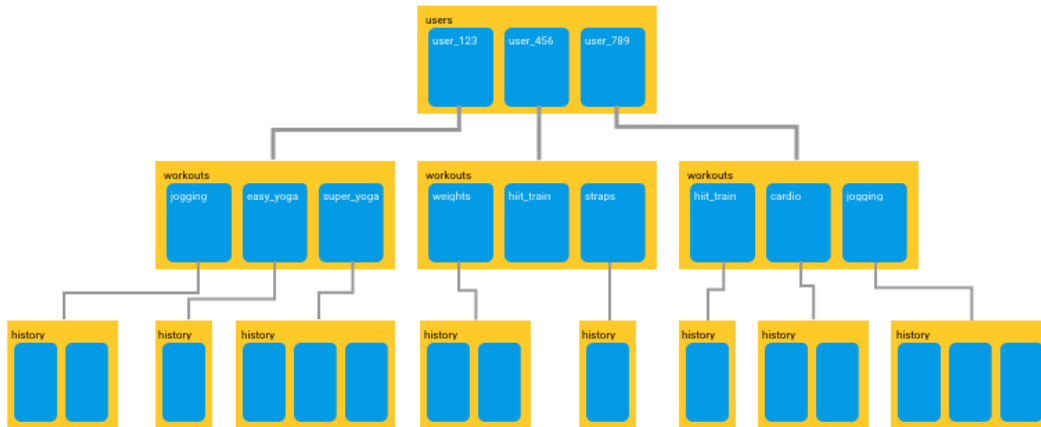 users
user_123 user_456 user_789
workouts workouts workouts
jogging easy_yoga super_yoga weights hiit_train straps hiit_train cardio jogging
history history history history history history history history